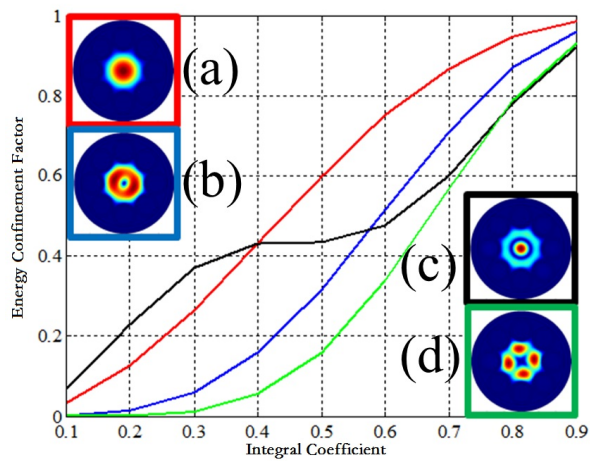 1
0.8
0.6
0.4
0.2
0
Energy Confinement Factor
(a)
(b)
(c)
(d)
0.1 0.2 0.3 0.4 0.5 0.6 0.7 0.8 0.9
Integral Coefficient